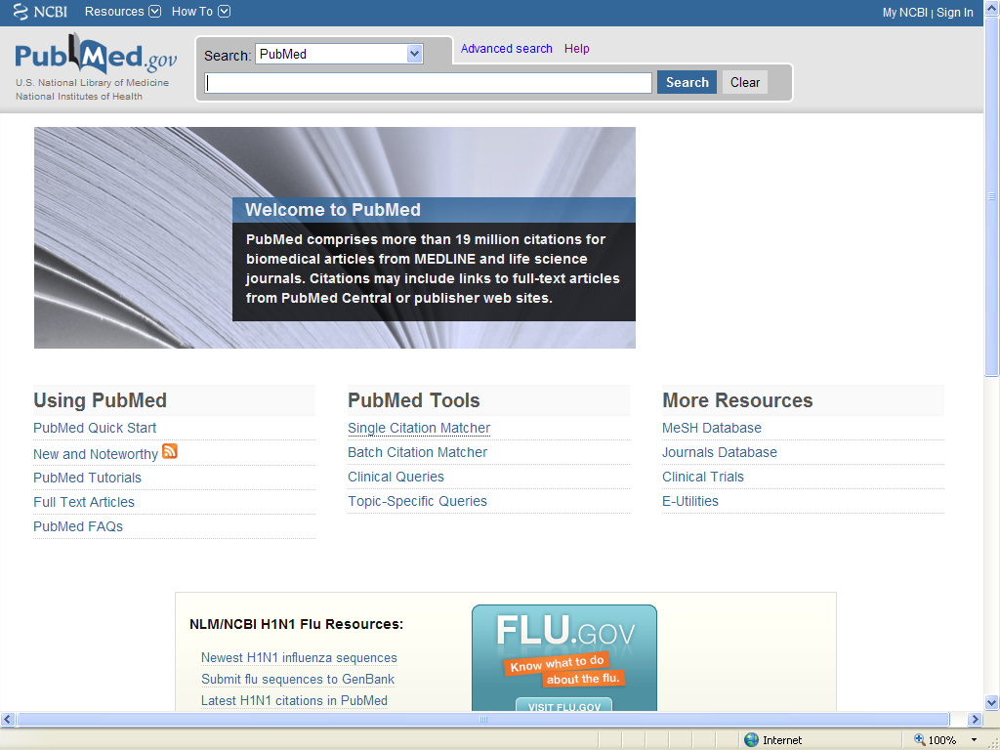 NCBI Resources How To My NCBI | Sign In
PubMed.gov
U.S. National Library of Medicine
National Institutes of Health
Search: PubMed
Advanced search Help
Search Clear
Welcome to PubMed
PubMed comprises more than 19 million citations for
biomedical articles from MEDLINE and life science
journals. Citations may include links to full-text articles
from PubMed Central or publisher web sites.
Using PubMed
PubMed Quick Start
New and Noteworthy
PubMed Tutorials
Full Text Articles
PubMed FAQs
PubMed Tools
Single Citation Matcher
Batch Citation Matcher
Clinical Queries
Topic-Specific Queries
More Resources
MeSH Database
Journals Database
Clinical Trials
E-Utilities
NLM/NCBI H1N1 Flu Resources:
Newest H1N1 influenza sequences
Submit flu sequences to GenBank
Latest H1N1 citations in PubMed
FLU.GOV
Know what to do
about the flu.
VISIT FLU.GOV
Internet 100%